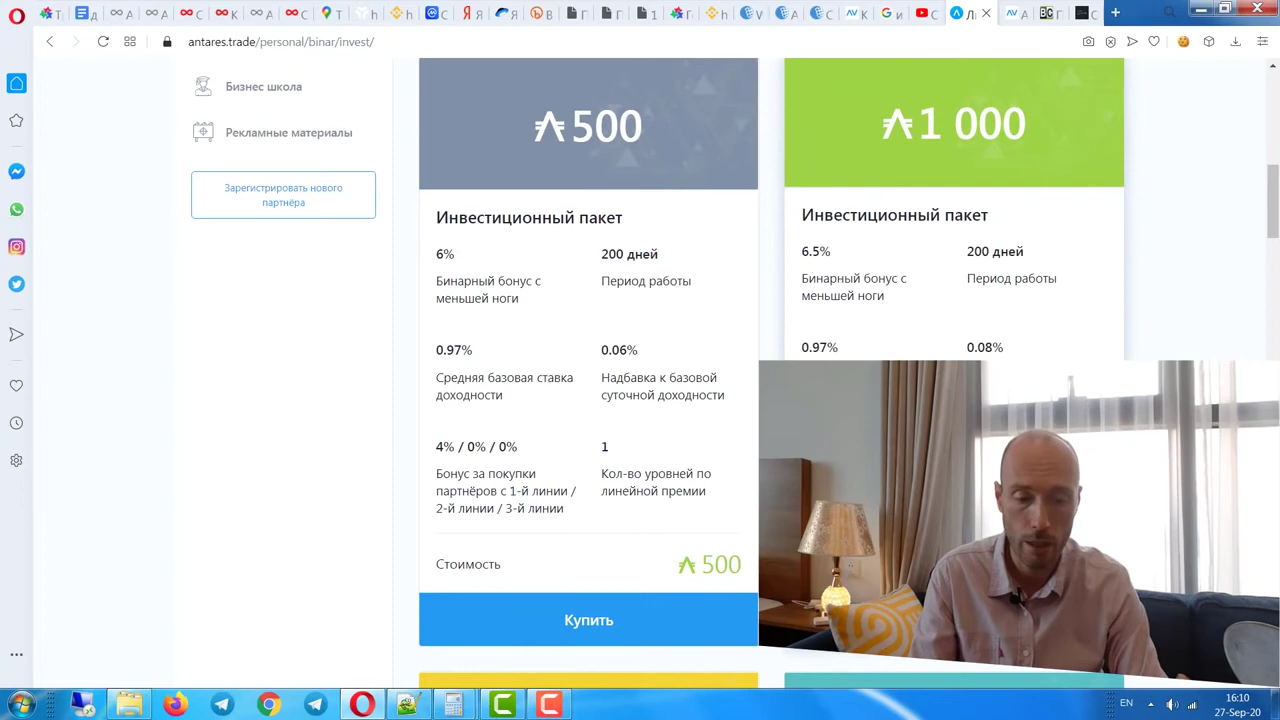 antares.trade/personal/binar/invest/
Бизнес школа
Рекламные материалы
Зарегистрировать нового
партнёра
500
1 000
Инвестиционный пакет
6%
200 дней
Бинарный бонус с
меньшей ноги
Период работы
0.97%
0.06%
Средняя базовая ставка
доходности
Надбавка к базовой
суточной доходности
4% / 0% / 0%
1
Бонус за покупки
партнёров с 1-й линии /
2-й линии / 3-й линии
Кол-во уровней по
линейной премии
Стоимость
500
Купить
Инвестиционный пакет
6.5%
200 дней
Бинарный бонус с
меньшей ноги
Период работы
0.97%
0.08%
EN
16:10
27-Sep-20